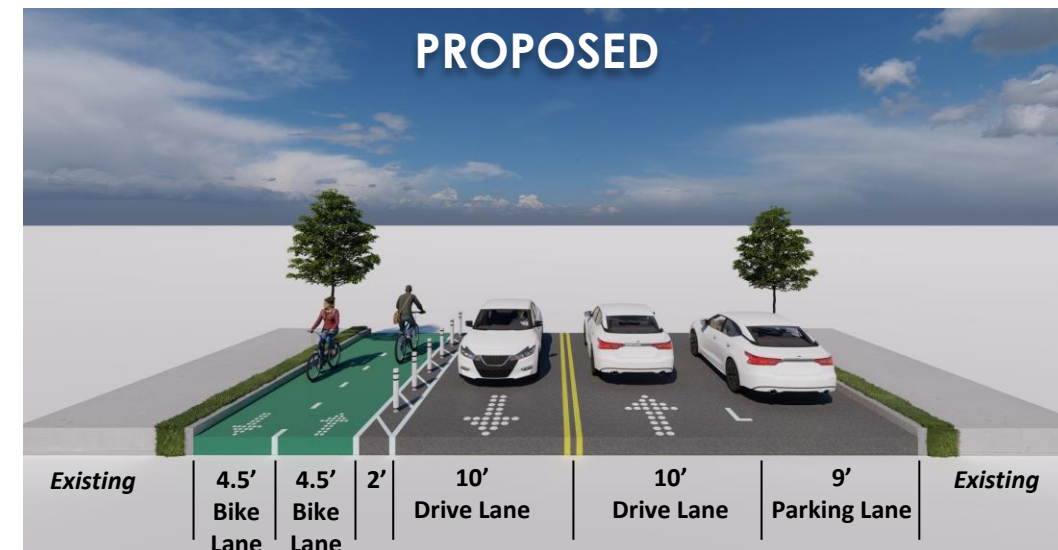 PROPOSED
Existing
4.5’
Bike
Lane
4.5’
Bike
Lane
2’
10’
Drive Lane
10’
Drive Lane
9’
Parking Lane
Existing